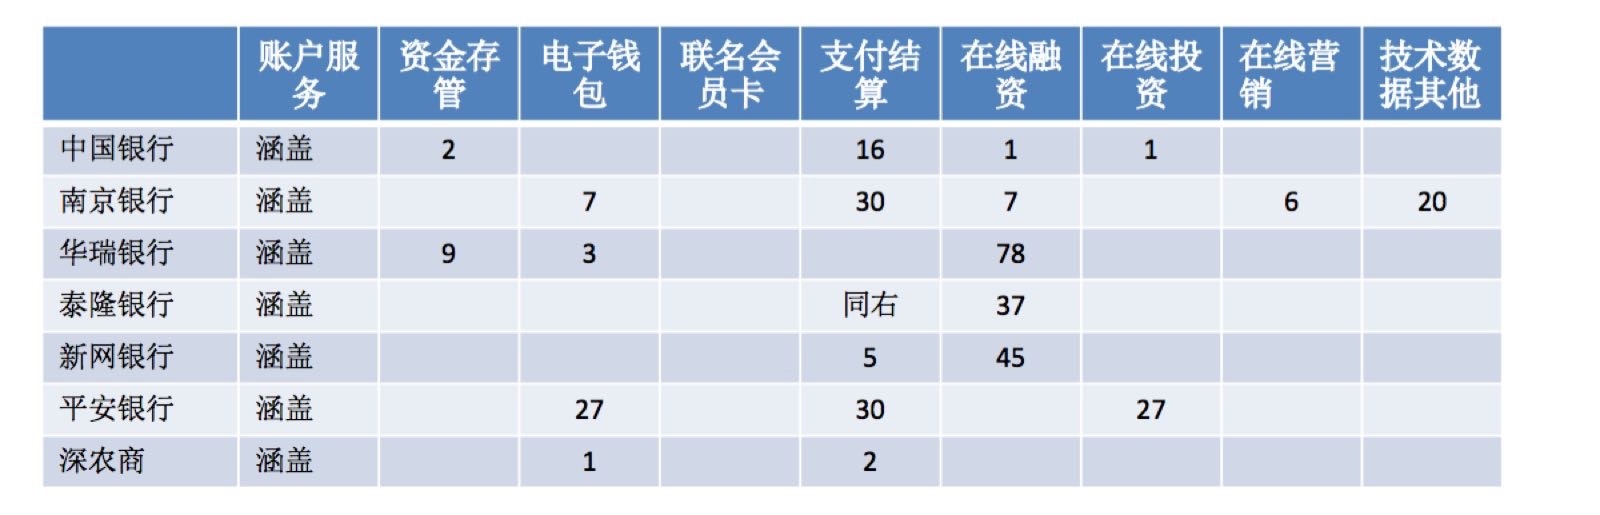 账户服务 资金存管 电子钱包 联名会员卡 支付结算 在线融资 在线投资 在线营销 技术数据其他
中国银行 涵盖 2 16 1 1
南京银行 涵盖 7 30 7 6 20
华瑞银行 涵盖 9 3 78
泰隆银行 涵盖 同右 37
新网银行 涵盖 5 45
平安银行 涵盖 27 30 27
深农商 涵盖 1 2